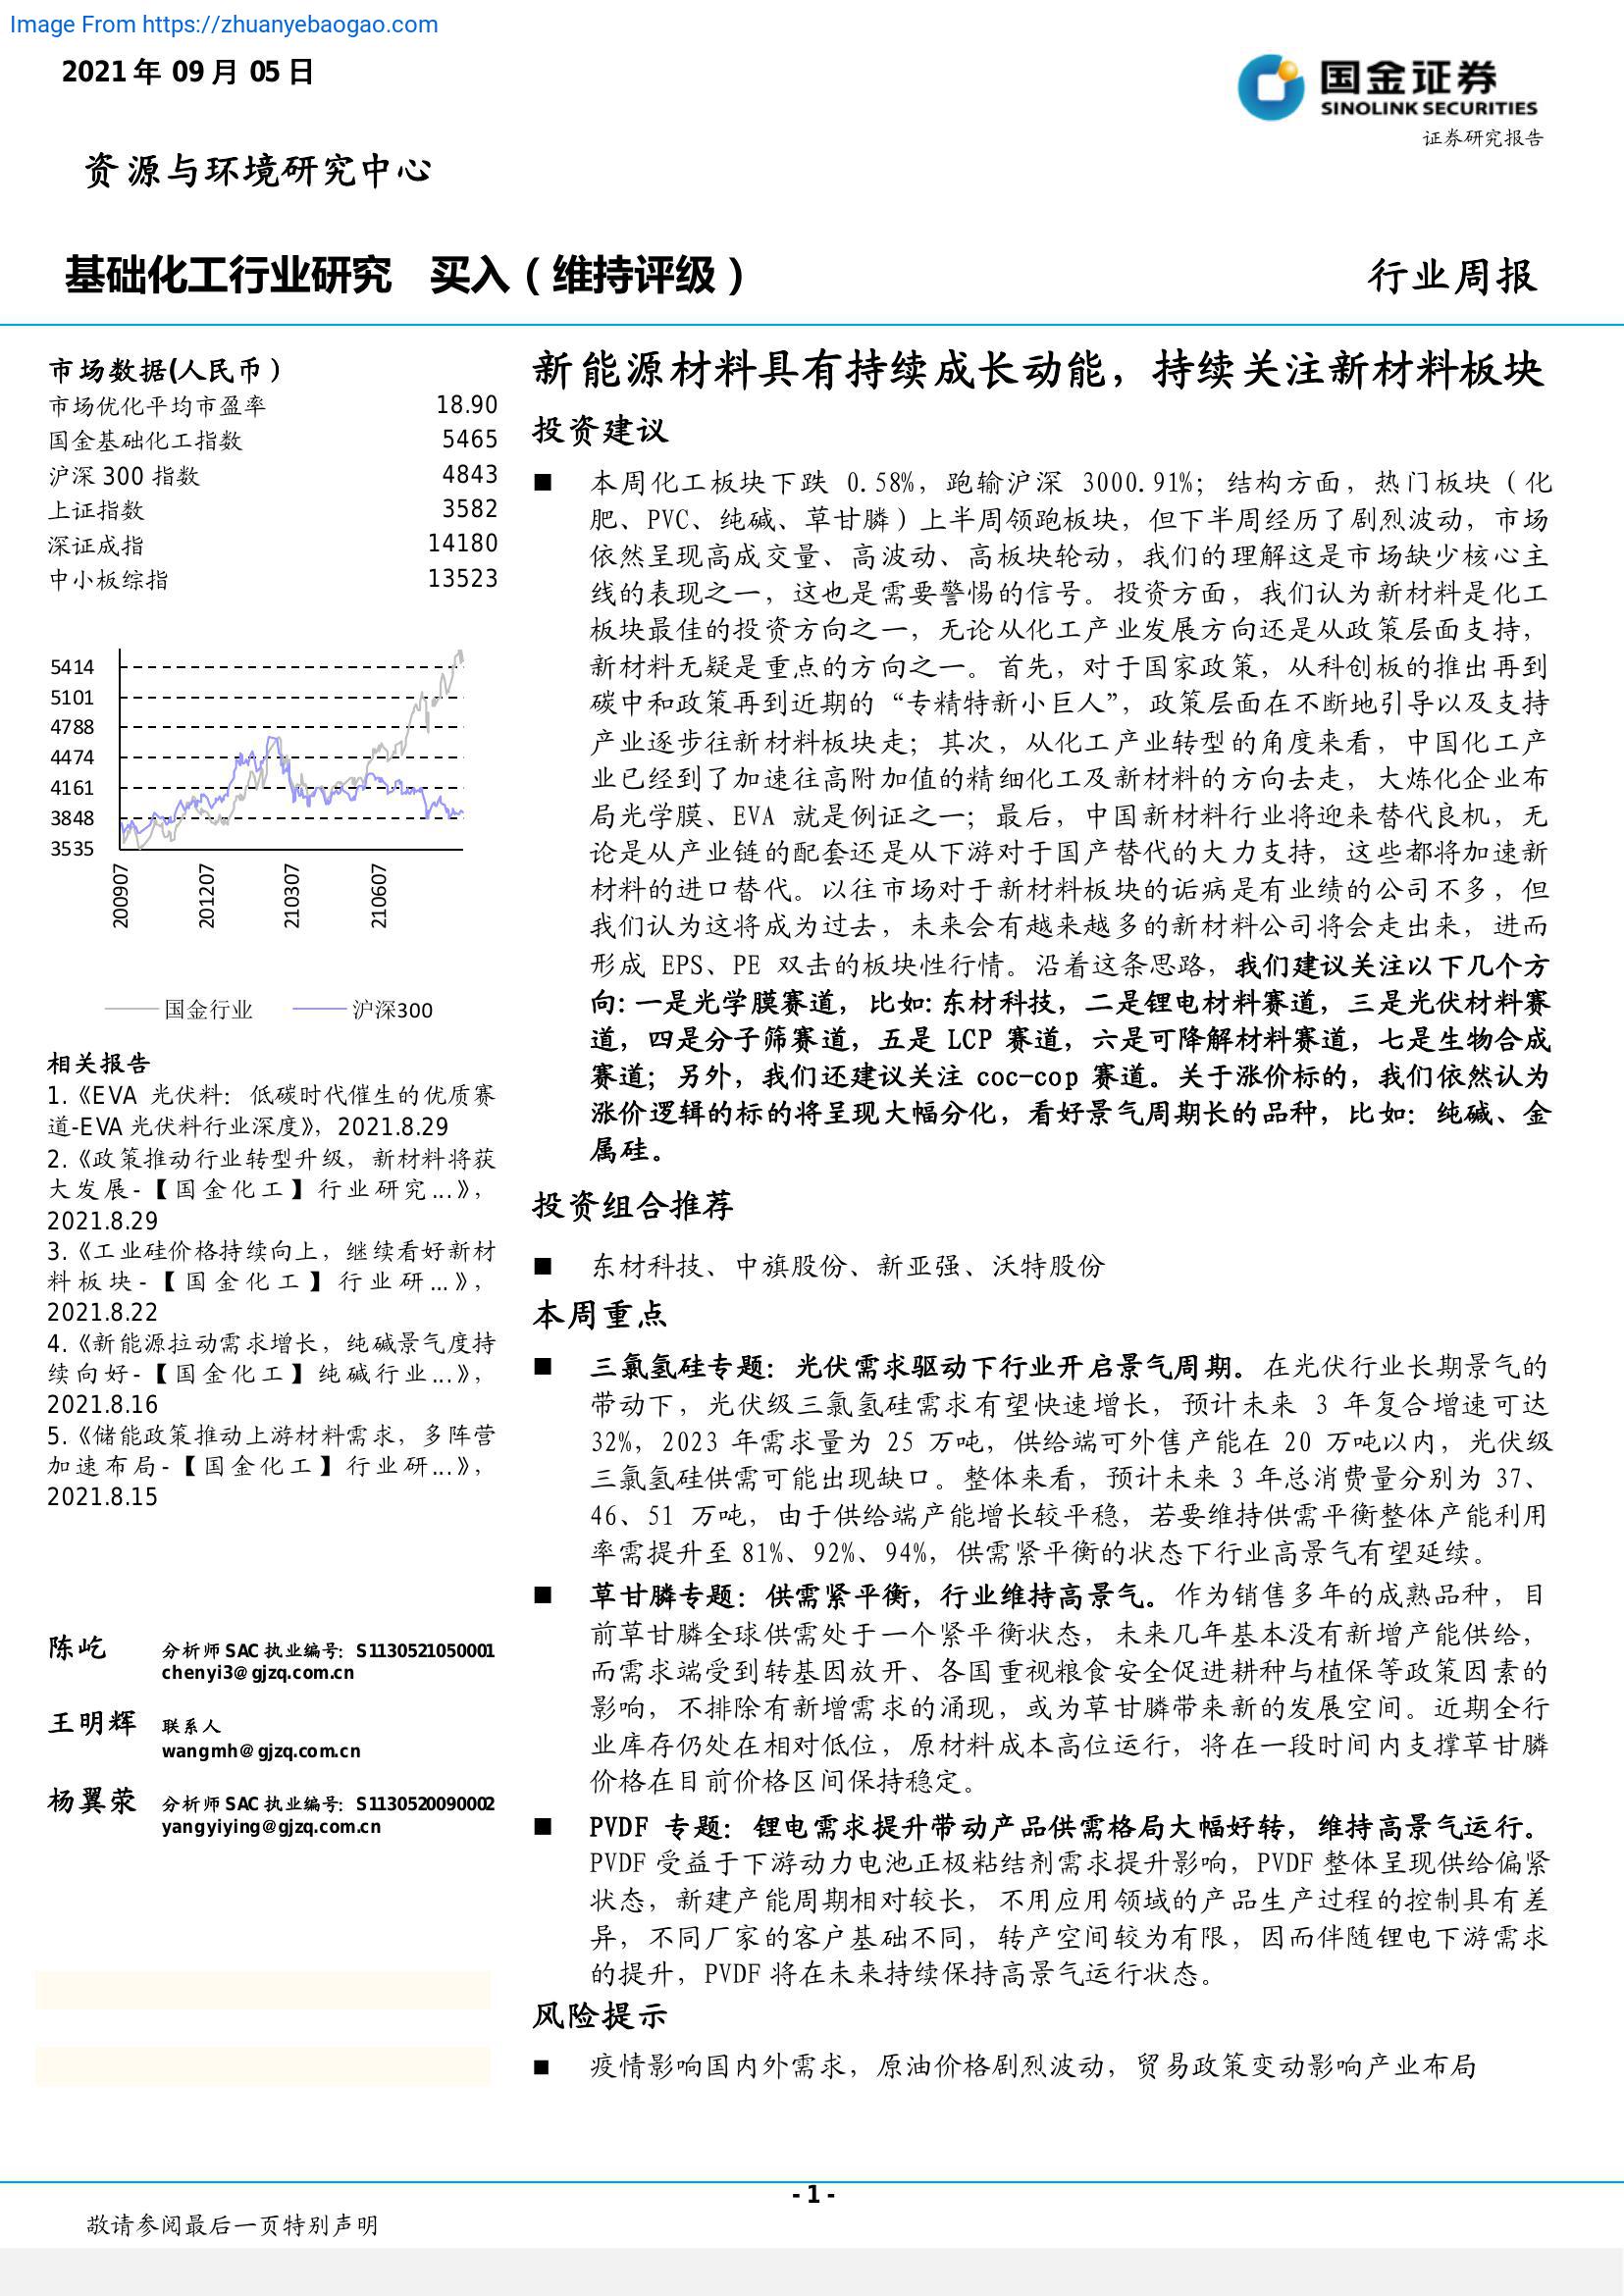 Image From https://zhuanyebaogao.com
2021 年 09 月 05 日
国金证券
SINOLINK SECURITIES
证券研究报告
资源与环境研究中心
基础化工行业研究 买入（维持评级）
行业周报
市场数据(人民币）
市场优化平均市盈率 18.90
国金基础化工指数 5465
沪深 300 指数 4843
上证指数 3582
深证成指 14180
中小板综指 13523
5414
5101
4788
4474
4161
3848
3535
200907
201207
210307
210607
国金行业 沪深300
相关报告
1.《EVA 光伏料：低碳时代催生的优质赛
道-EVA 光伏料行业深度》，2021.8.29
2.《政策推动行业转型升级，新材料将获
大发展-【国金化工】行业研究...》，
2021.8.29
3.《工业硅价格持续向上，继续看好新材
料板块-【国金化工】行业研...》，
2021.8.22
4.《新能源拉动需求增长，纯碱景气度持
续向好-【国金化工】纯碱行业...》，
2021.8.16
5.《储能政策推动上游材料需求，多阵营
加速布局-【国金化工】行业研...》，
2021.8.15
陈屹 分析师 SAC 执业编号：S1130521050001
chenyi3@gjzq.com.cn
王明辉 联系人
wangmh@gjzq.com.cn
杨翼荥 分析师 SAC 执业编号：S1130520090002
yangyiying@gjzq.com.cn
新能源材料具有持续成长动能，持续关注新材料板块
投资建议
■ 本周化工板块下跌 0.58%，跑输沪深 3000.91%；结构方面，热门板块（化
肥、PVC、纯碱、草甘膦）上半周领跑板块，但下半周经历了剧烈波动，市场
依然呈现高成交量、高波动、高板块轮动，我们的理解这是市场缺少核心主
线的表现之一，这也是需要警惕的信号。投资方面，我们认为新材料是化工
板块最佳的投资方向之一，无论从化工产业发展方向还是从政策层面支持，
新材料无疑是重点的方向之一。首先，对于国家政策，从科创板的推出再到
碳中和政策再到近期的“专精特新小巨人”，政策层面在不断地引导以及支持
产业逐步往新材料板块走；其次，从化工产业转型的角度来看，中国化工产
业已经到了加速往高附加值的精细化工及新材料的方向去走，大炼化企业布
局光学膜、EVA 就是例证之一；最后，中国新材料行业将迎来替代良机，无
论是从产业链的配套还是从下游对于国产替代的大力支持，这些都将加速新
材料的进口替代。以往市场对于新材料板块的诟病是有业绩的公司不多，但
我们认为这将成为过去，未来会有越来越多的新材料公司将会走出来，进而
形成 EPS、PE 双击的板块性行情。沿着这条思路，我们建议关注以下几个方
向：一是光学膜赛道，比如：东材科技，二是锂电材料赛道，三是光伏材料赛
道，四是分子筛赛道，五是 LCP 赛道，六是可降解材料赛道，七是生物合成
赛道；另外，我们还建议关注 coc-cop 赛道。关于涨价标的，我们依然认为
涨价逻辑的标的将呈现大幅分化，看好景气周期长的品种，比如：纯碱、金
属硅。
投资组合推荐
■ 东材科技、中旗股份、新亚强、沃特股份
本周重点
■ 三氯氢硅专题：光伏需求驱动下行业开启景气周期。在光伏行业长期景气的
带动下，光伏级三氯氢硅需求有望快速增长，预计未来 3 年复合增速可达
32%，2023 年需求量为 25 万吨，供给端可外售产能在 20 万吨以内，光伏级
三氯氢硅供需可能出现缺口。整体来看，预计未来 3 年总消费量分别为 37、
46、51 万吨，由于供给端产能增长较平稳，若要维持供需平衡整体产能利用
率需提升至 81%、92%、94%，供需紧平衡的状态下行业高景气有望延续。
■ 草甘膦专题：供需紧平衡，行业维持高景气。作为销售多年的成熟品种，目
前草甘膦全球供需处于一个紧平衡状态，未来几年基本没有新增产能供给，
而需求端受到转基因放开、各国重视粮食安全促进耕种与植保等政策因素的
影响，不排除有新增需求的涌现，或为草甘膦带来新的发展空间。近期全行
业库存仍处在相对低位，原材料成本高位运行，将在一段时间内支撑草甘膦
价格在目前价格区间保持稳定。
■ PVDF 专题：锂电需求提升带动产品供需格局大幅好转，维持高景气运行。
PVDF 受益于下游动力电池正极粘结剂需求提升影响，PVDF 整体呈现供给偏紧
状态，新建产能周期相对较长，不用应用领域的产品生产过程的控制具有差
异，不同厂家的客户基础不同，转产空间较为有限，因而伴随锂电下游需求
的提升，PVDF 将在未来持续保持高景气运行状态。
风险提示
■ 疫情影响国内外需求，原油价格剧烈波动，贸易政策变动影响产业布局
- 1 -
敬请参阅最后一页特别声明